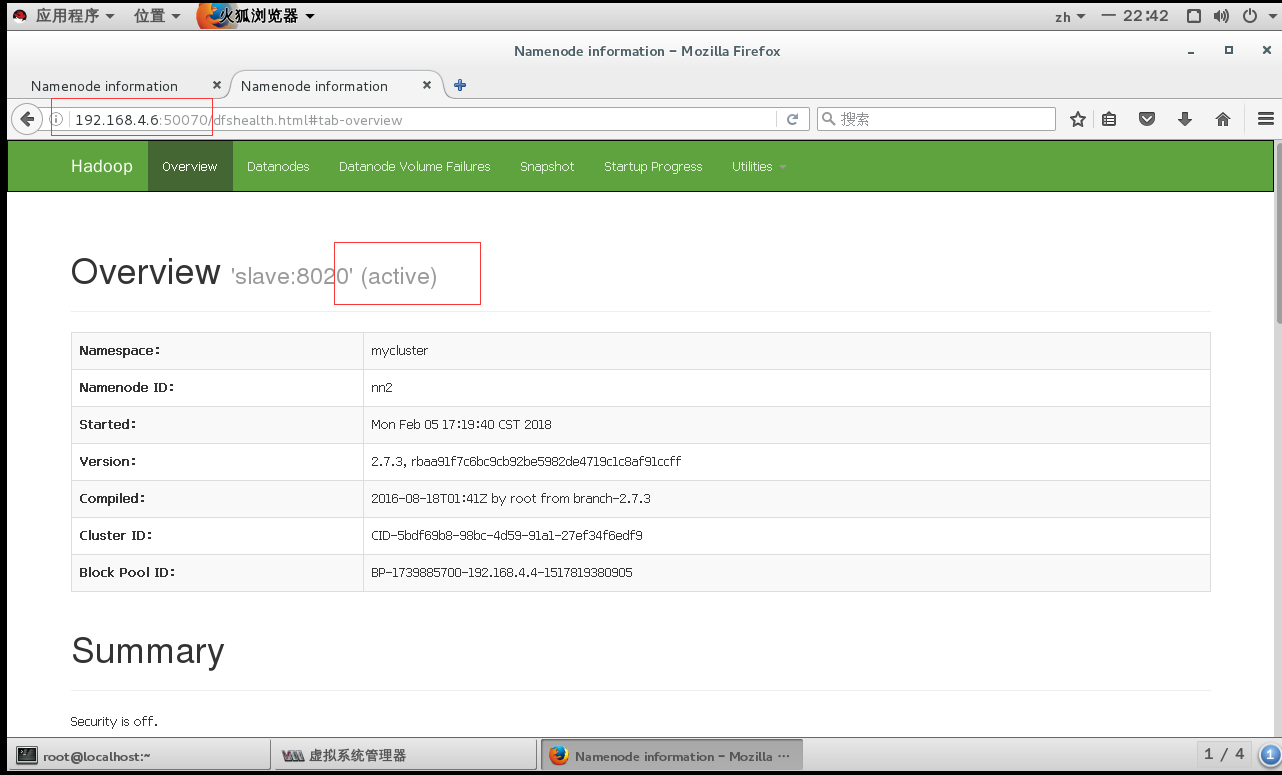 应用程序 位置 火狐浏览器 zh 22:42
Namenode information - Mozilla Firefox
Namenode information Namenode information
192.168.4.6:50070/dfshealth.html#tab-overview 搜索
Hadoop Overview Datanodes Datanode Volume Failures Snapshot Startup Progress Utilities
Overview 'slave:8020' (active)
Namespace: mycluster
Namenode ID: nn2
Started: Mon Feb 05 17:19:40 CST 2018
Version: 2.7.3, rbaa91f7c6bc9cb92be5982de4719c1c8af91ccff
Compiled: 2016-08-18T01:41Z by root from branch-2.7.3
Cluster ID: CID-5bdf69b8-98bc-4d59-91a1-27ef34f6edf9
Block Pool ID: BP-1739885700-192.168.4.4-1517819380905
Summary
Security is off.
root@localhost:~ 虚拟系统管理器 Namenode information - Mozilla ··· 1 / 4 1